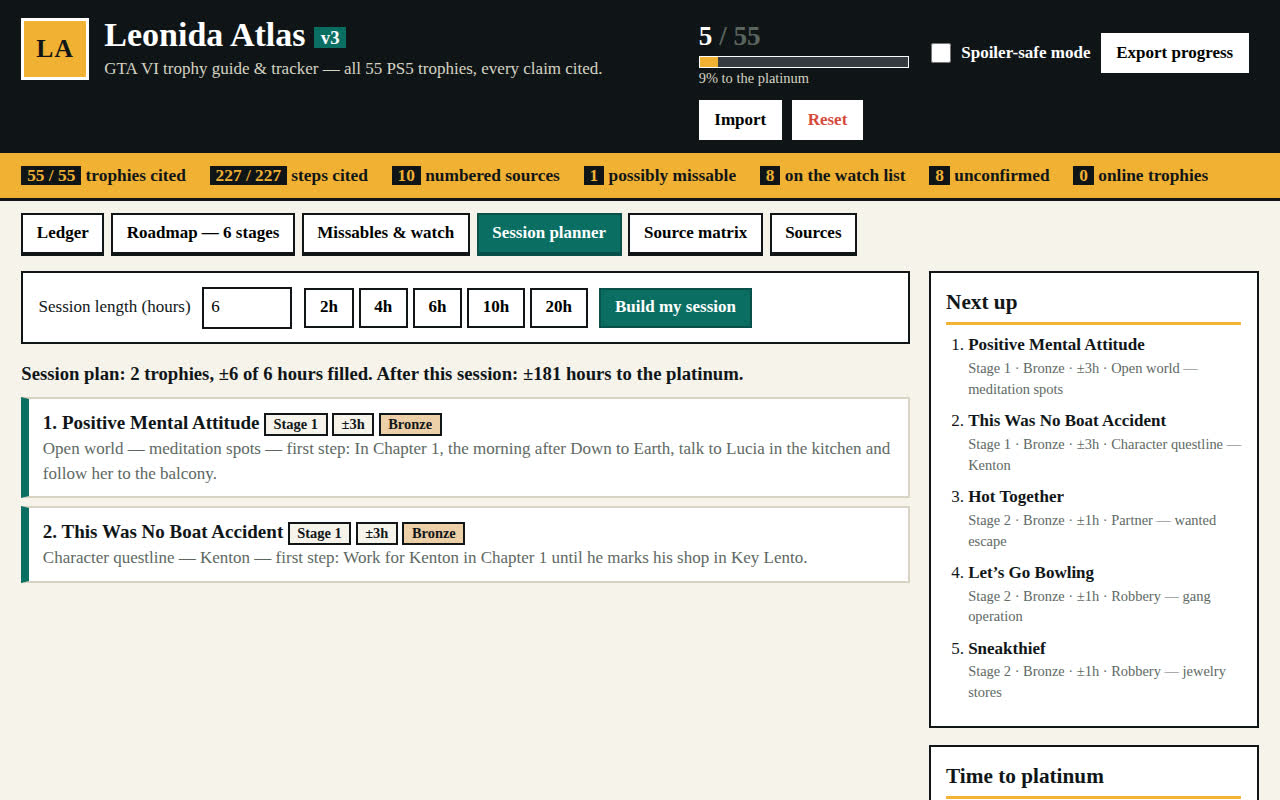 LA
Leonida Atlas v3
GTA VI trophy guide & tracker — all 55 PS5 trophies, every claim cited.
5 / 55
9% to the platinum
Spoiler-safe mode
Export progress
Import
Reset
55 / 55 trophies cited
227 / 227 steps cited
10 numbered sources
1 possibly missable
8 on the watch list
8 unconfirmed
0 online trophies
Ledger
Roadmap — 6 stages
Missables & watch
Session planner
Source matrix
Sources
Session length (hours)
6
2h
4h
6h
10h
20h
Build my session
Session plan: 2 trophies, ±6 of 6 hours filled. After this session: ±181 hours to the platinum.
1. Positive Mental Attitude Stage 1 ±3h Bronze
Open world — meditation spots — first step: In Chapter 1, the morning after Down to Earth, talk to Lucia in the kitchen and
follow her to the balcony.
2. This Was No Boat Accident Stage 1 ±3h Bronze
Character questline — Kenton — first step: Work for Kenton in Chapter 1 until he marks his shop in Key Lento.
Next up
1. Positive Mental Attitude
Stage 1 · Bronze · ±3h · Open world —
meditation spots
2. This Was No Boat Accident
Stage 1 · Bronze · ±3h · Character questline —
Kenton
3. Hot Together
Stage 2 · Bronze · ±1h · Partner — wanted
escape
4. Let’s Go Bowling
Stage 2 · Bronze · ±1h · Robbery — gang
operation
5. Sneakthief
Stage 2 · Bronze · ±1h · Robbery — jewelry
stores
Time to platinum